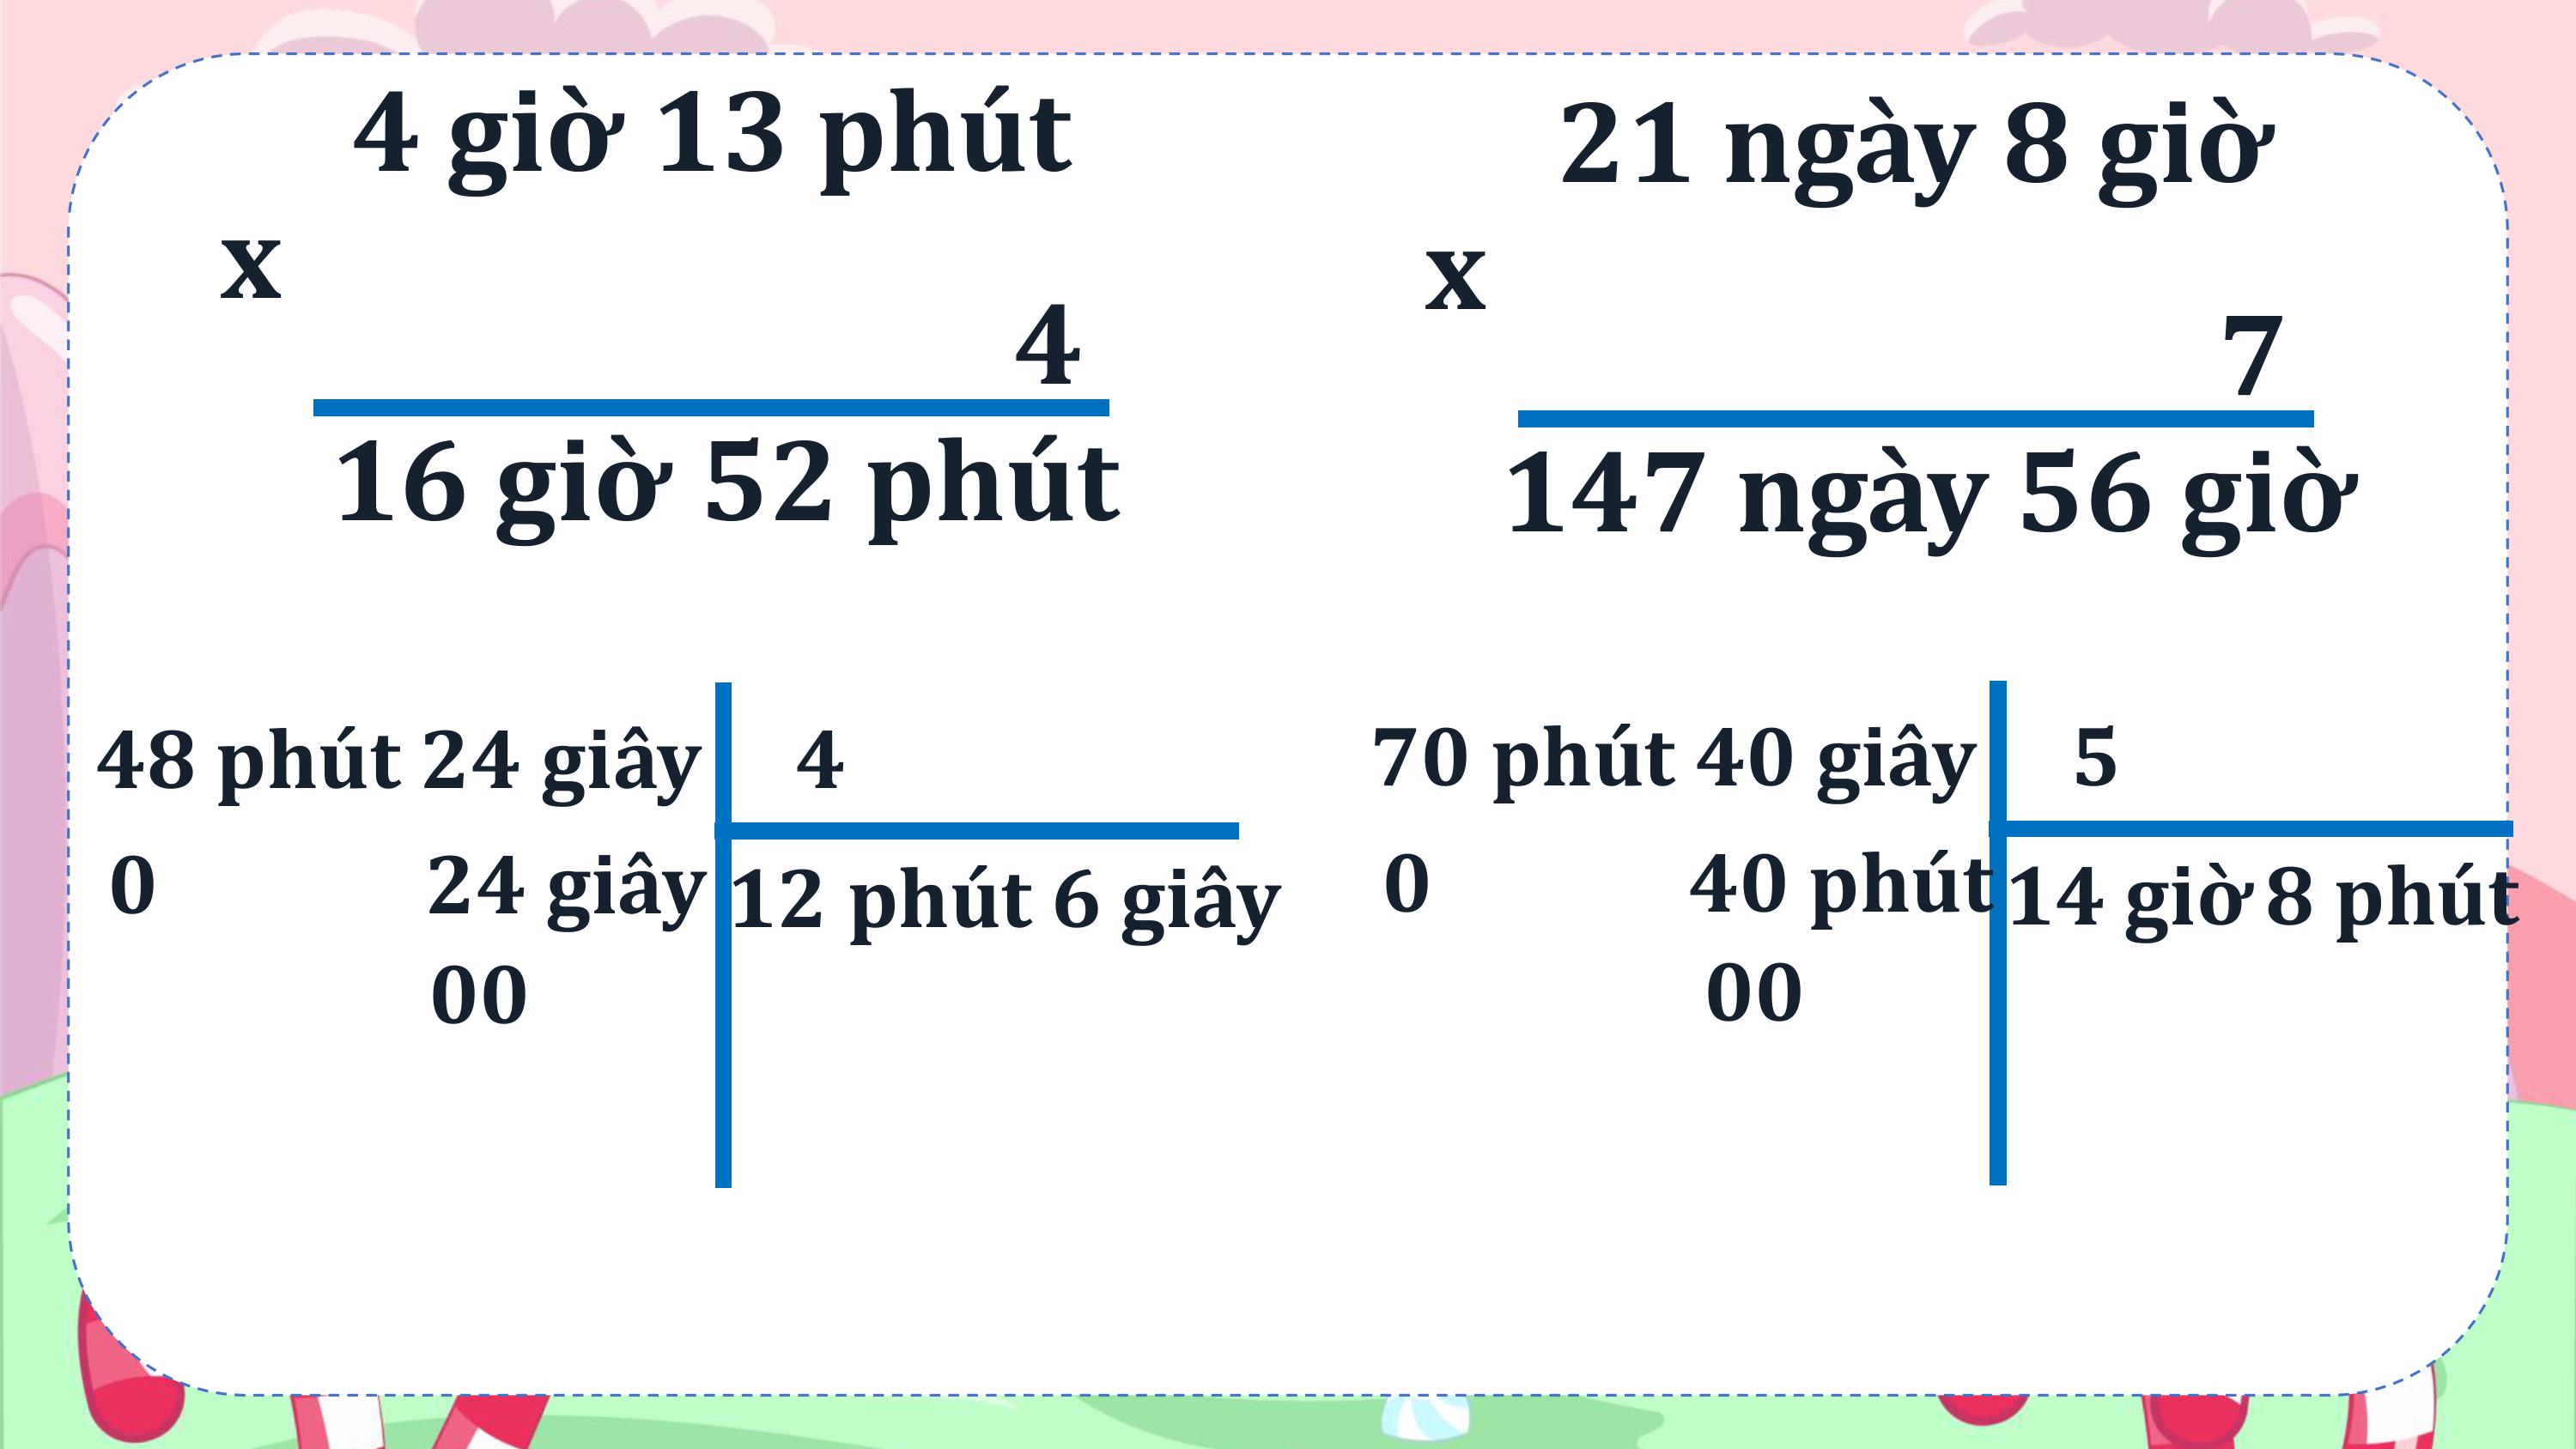 4 giờ 13 phút
x
4
16 giờ 52 phút
21 ngày 8 giờ
x
7
147 ngày 56 giờ
48 phút 24 giây 4
0 24 giây 12 phút 6 giây
00
70 phút 40 giây 5
0 40 phút 14 giờ 8 phút
00